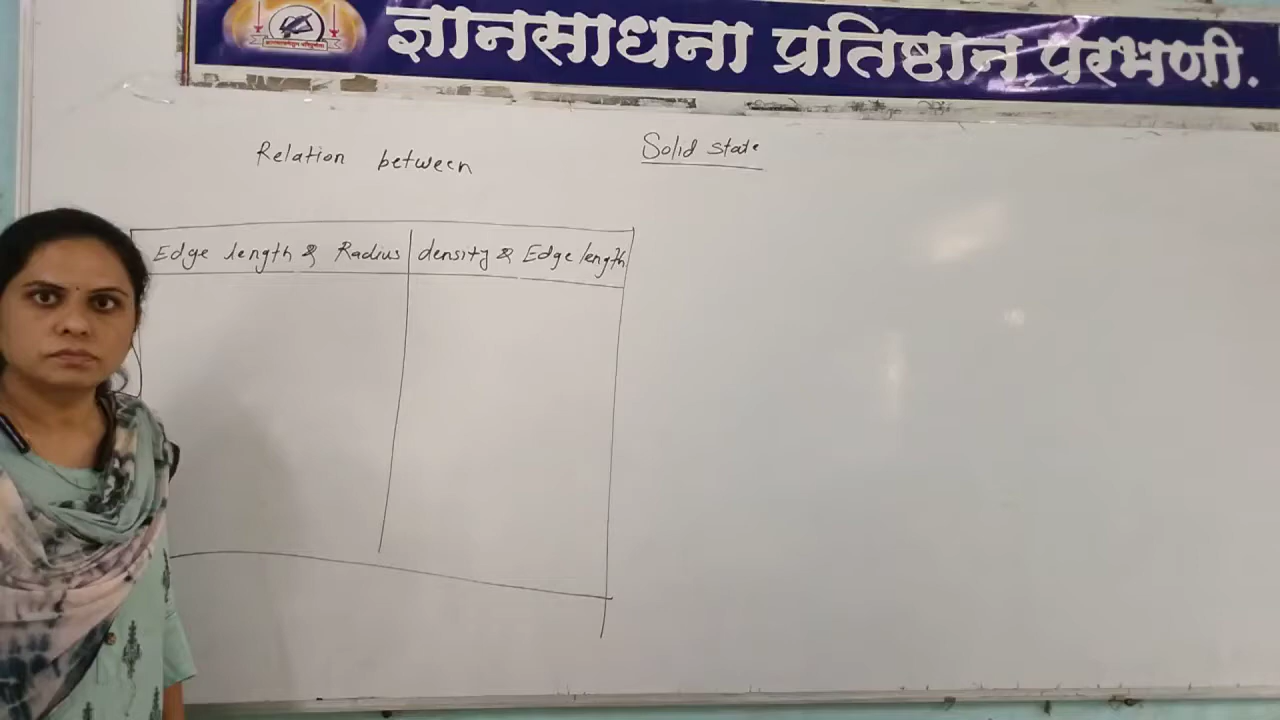 ज्ञानसाधना प्रतिष्ठान, परभणी.
Solid state
Relation between
Edge length & Radius density & Edge length